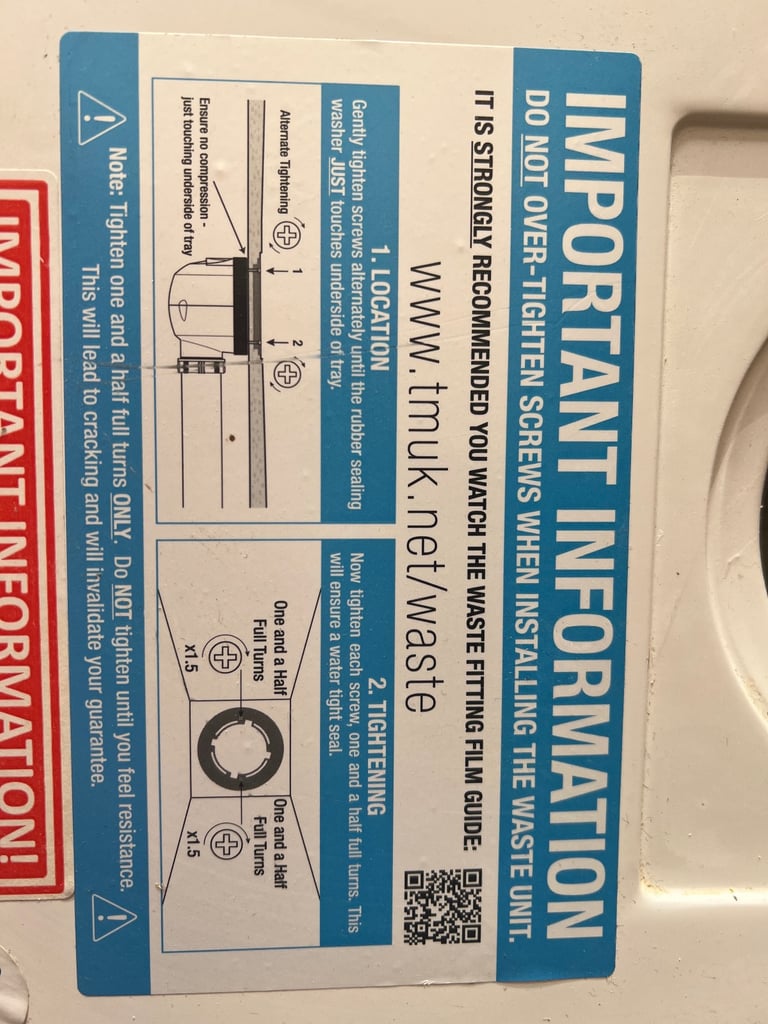 IMPORTANT INFORMATION
DO NOT OVER-TIGHTEN SCREWS WHEN INSTALLING THE WASTE UNIT.
IT IS STRONGLY RECOMMENDED YOU WATCH THE WASTE FITTING FILM GUIDE:
www.tmuk.net/waste
1. LOCATION
Gently tighten screws alternately until the rubber sealing
washer JUST touches underside of tray.
Alternate Tightening
1
2
Ensure no compression -
just touching underside of tray
2. TIGHTENING
Now tighten each screw, one and a half full turns. This
will ensure a water tight seal.
One and a Half
Full Turns
x1.5
One and a Half
Full Turns
x1.5
Note: Tighten one and a half full turns ONLY. Do NOT tighten until you feel resistance.
This will lead to cracking and will invalidate your guarantee.
IMPORTANT INFORMATION!